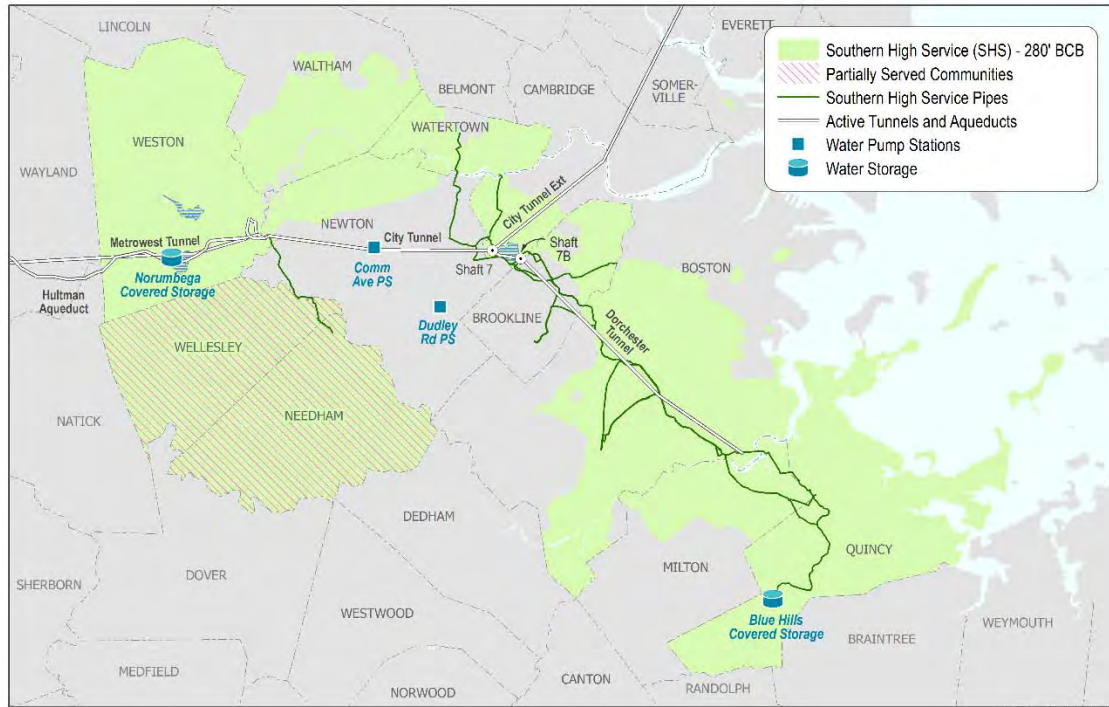 LINCOLN
EVERETT
WALTHAM
BELMONT
CAMBRIDGE
SOMER-
VILLE
WATERTOWN
WESTON
WAYLAND
NEWTON
City Tunnel Ext
Metrowest Tunnel
City Tunnel
Shaft
7B
Shaft 7
BOSTON
Comm
Ave PS
Norumbega
Covered Storage
Hultman
Aqueduct
Dudley
Rd PS
BROOKLINE
Dorchester
Tunnel
WELLESLEY
NATICK
NEEDHAM
DEDHAM
QUINCY
MILTON
SHERBORN
DOVER
WESTWOOD
Blue Hills
Covered Storage
WEYMOUTH
BRAINTREE
MEDFIELD
CANTON
RANDOLPH
NORWOOD
Southern High Service (SHS) - 280' BCB
Partially Served Communities
Southern High Service Pipes
Active Tunnels and Aqueducts
Water Pump Stations
Water Storage